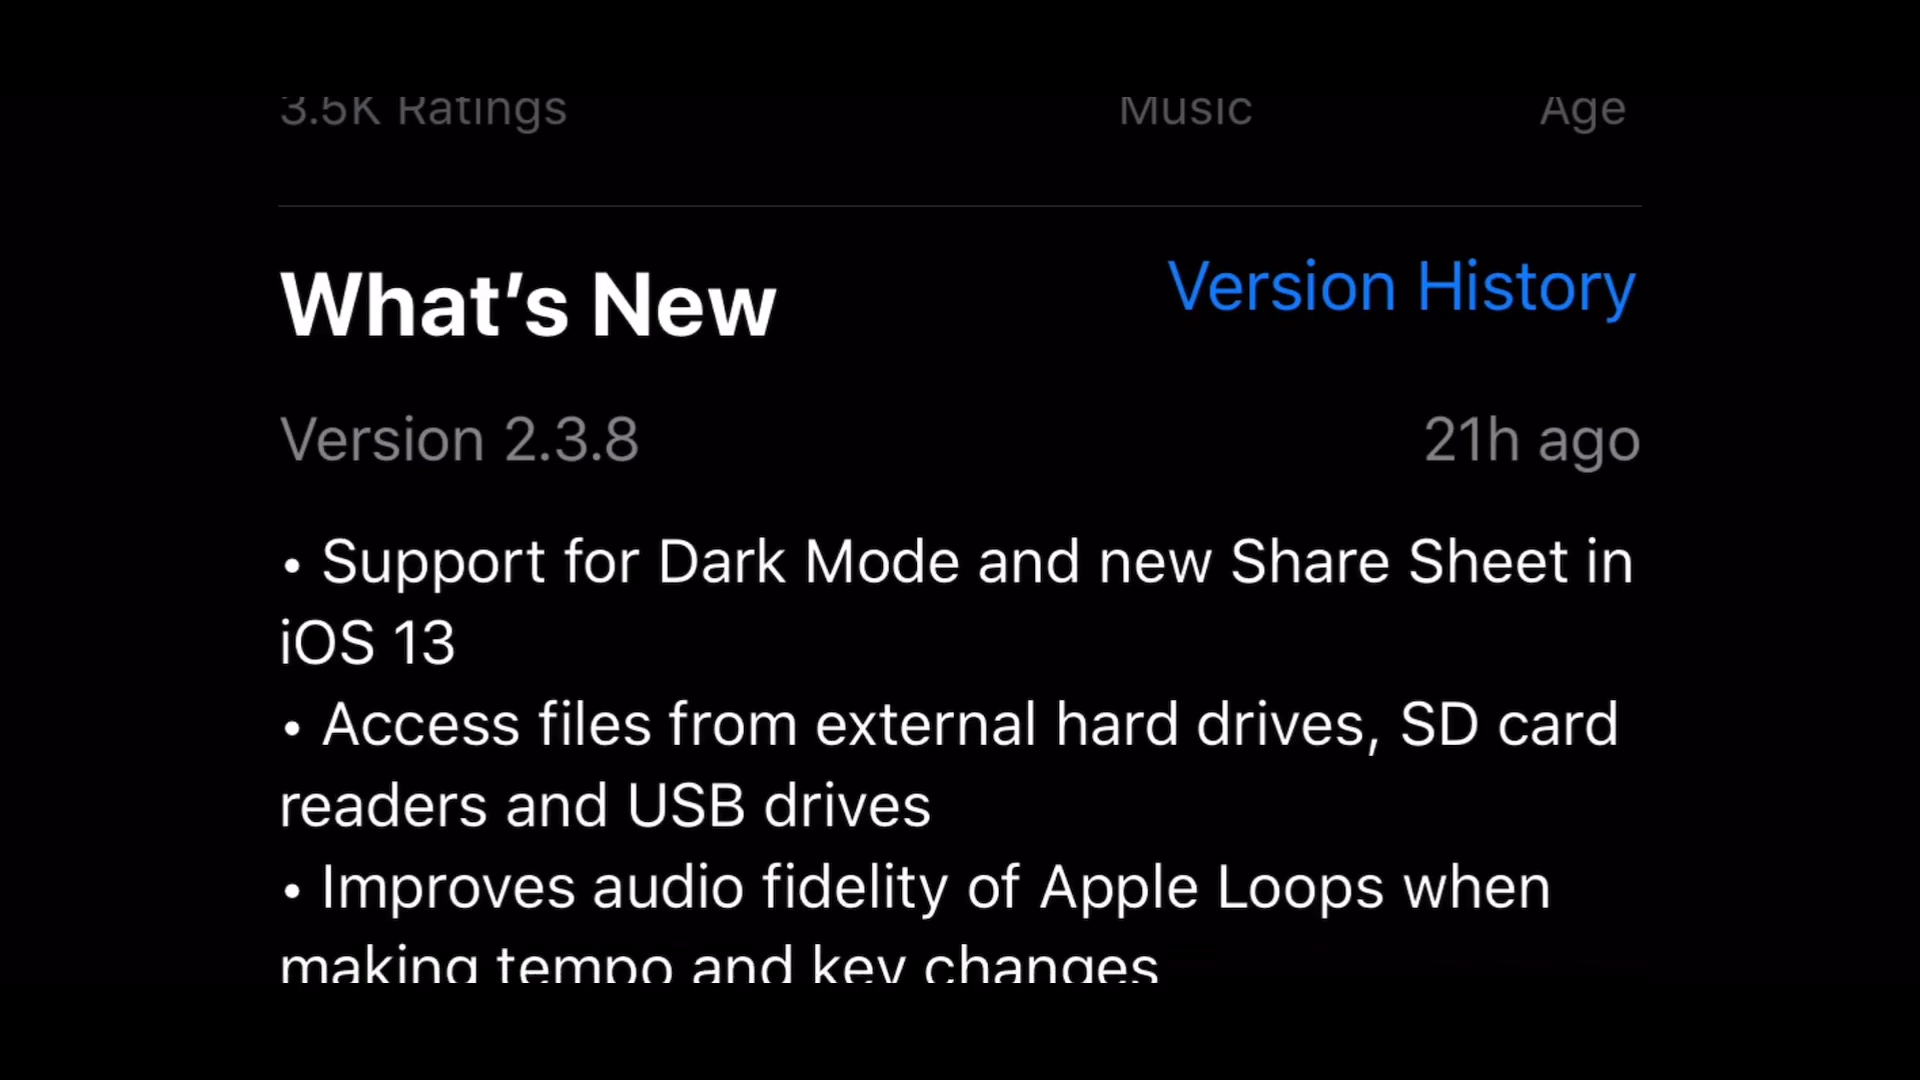 3.5K Ratings Music Age
What's New Version History
Version 2.3.8 21h ago
• Support for Dark Mode and new Share Sheet in
iOS 13
• Access files from external hard drives, SD card
readers and USB drives
• Improves audio fidelity of Apple Loops when
making tempo and key changes